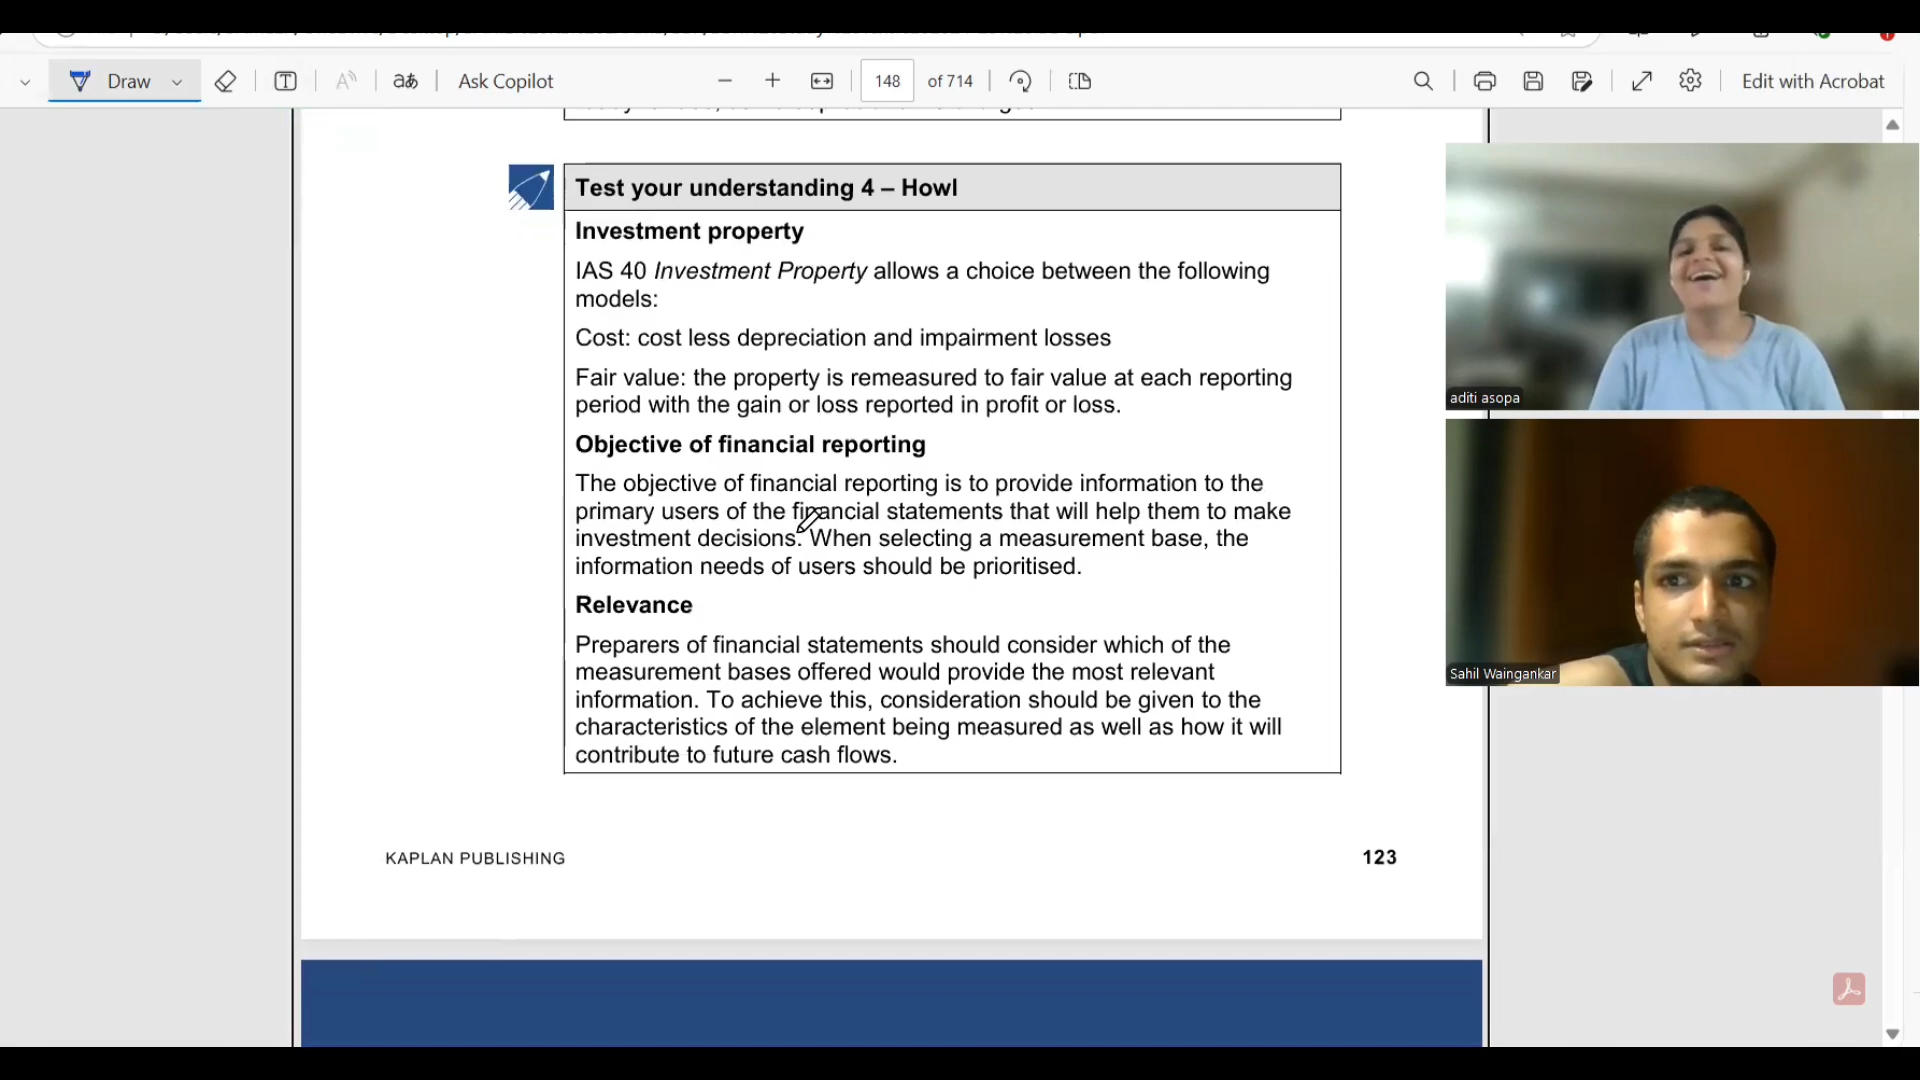 Draw
Ask Copilot
148 of 714
Edit with Acrobat
Test your understanding 4 – Howl
Investment property
IAS 40 Investment Property allows a choice between the following
models:
Cost: cost less depreciation and impairment losses
Fair value: the property is remeasured to fair value at each reporting
period with the gain or loss reported in profit or loss.
Objective of financial reporting
The objective of financial reporting is to provide information to the
primary users of the financial statements that will help them to make
investment decisions. When selecting a measurement base, the
information needs of users should be prioritised.
Relevance
Preparers of financial statements should consider which of the
measurement bases offered would provide the most relevant
information. To achieve this, consideration should be given to the
characteristics of the element being measured as well as how it will
contribute to future cash flows.
KAPLAN PUBLISHING
123
aditi asopa
Sahil Waingankar